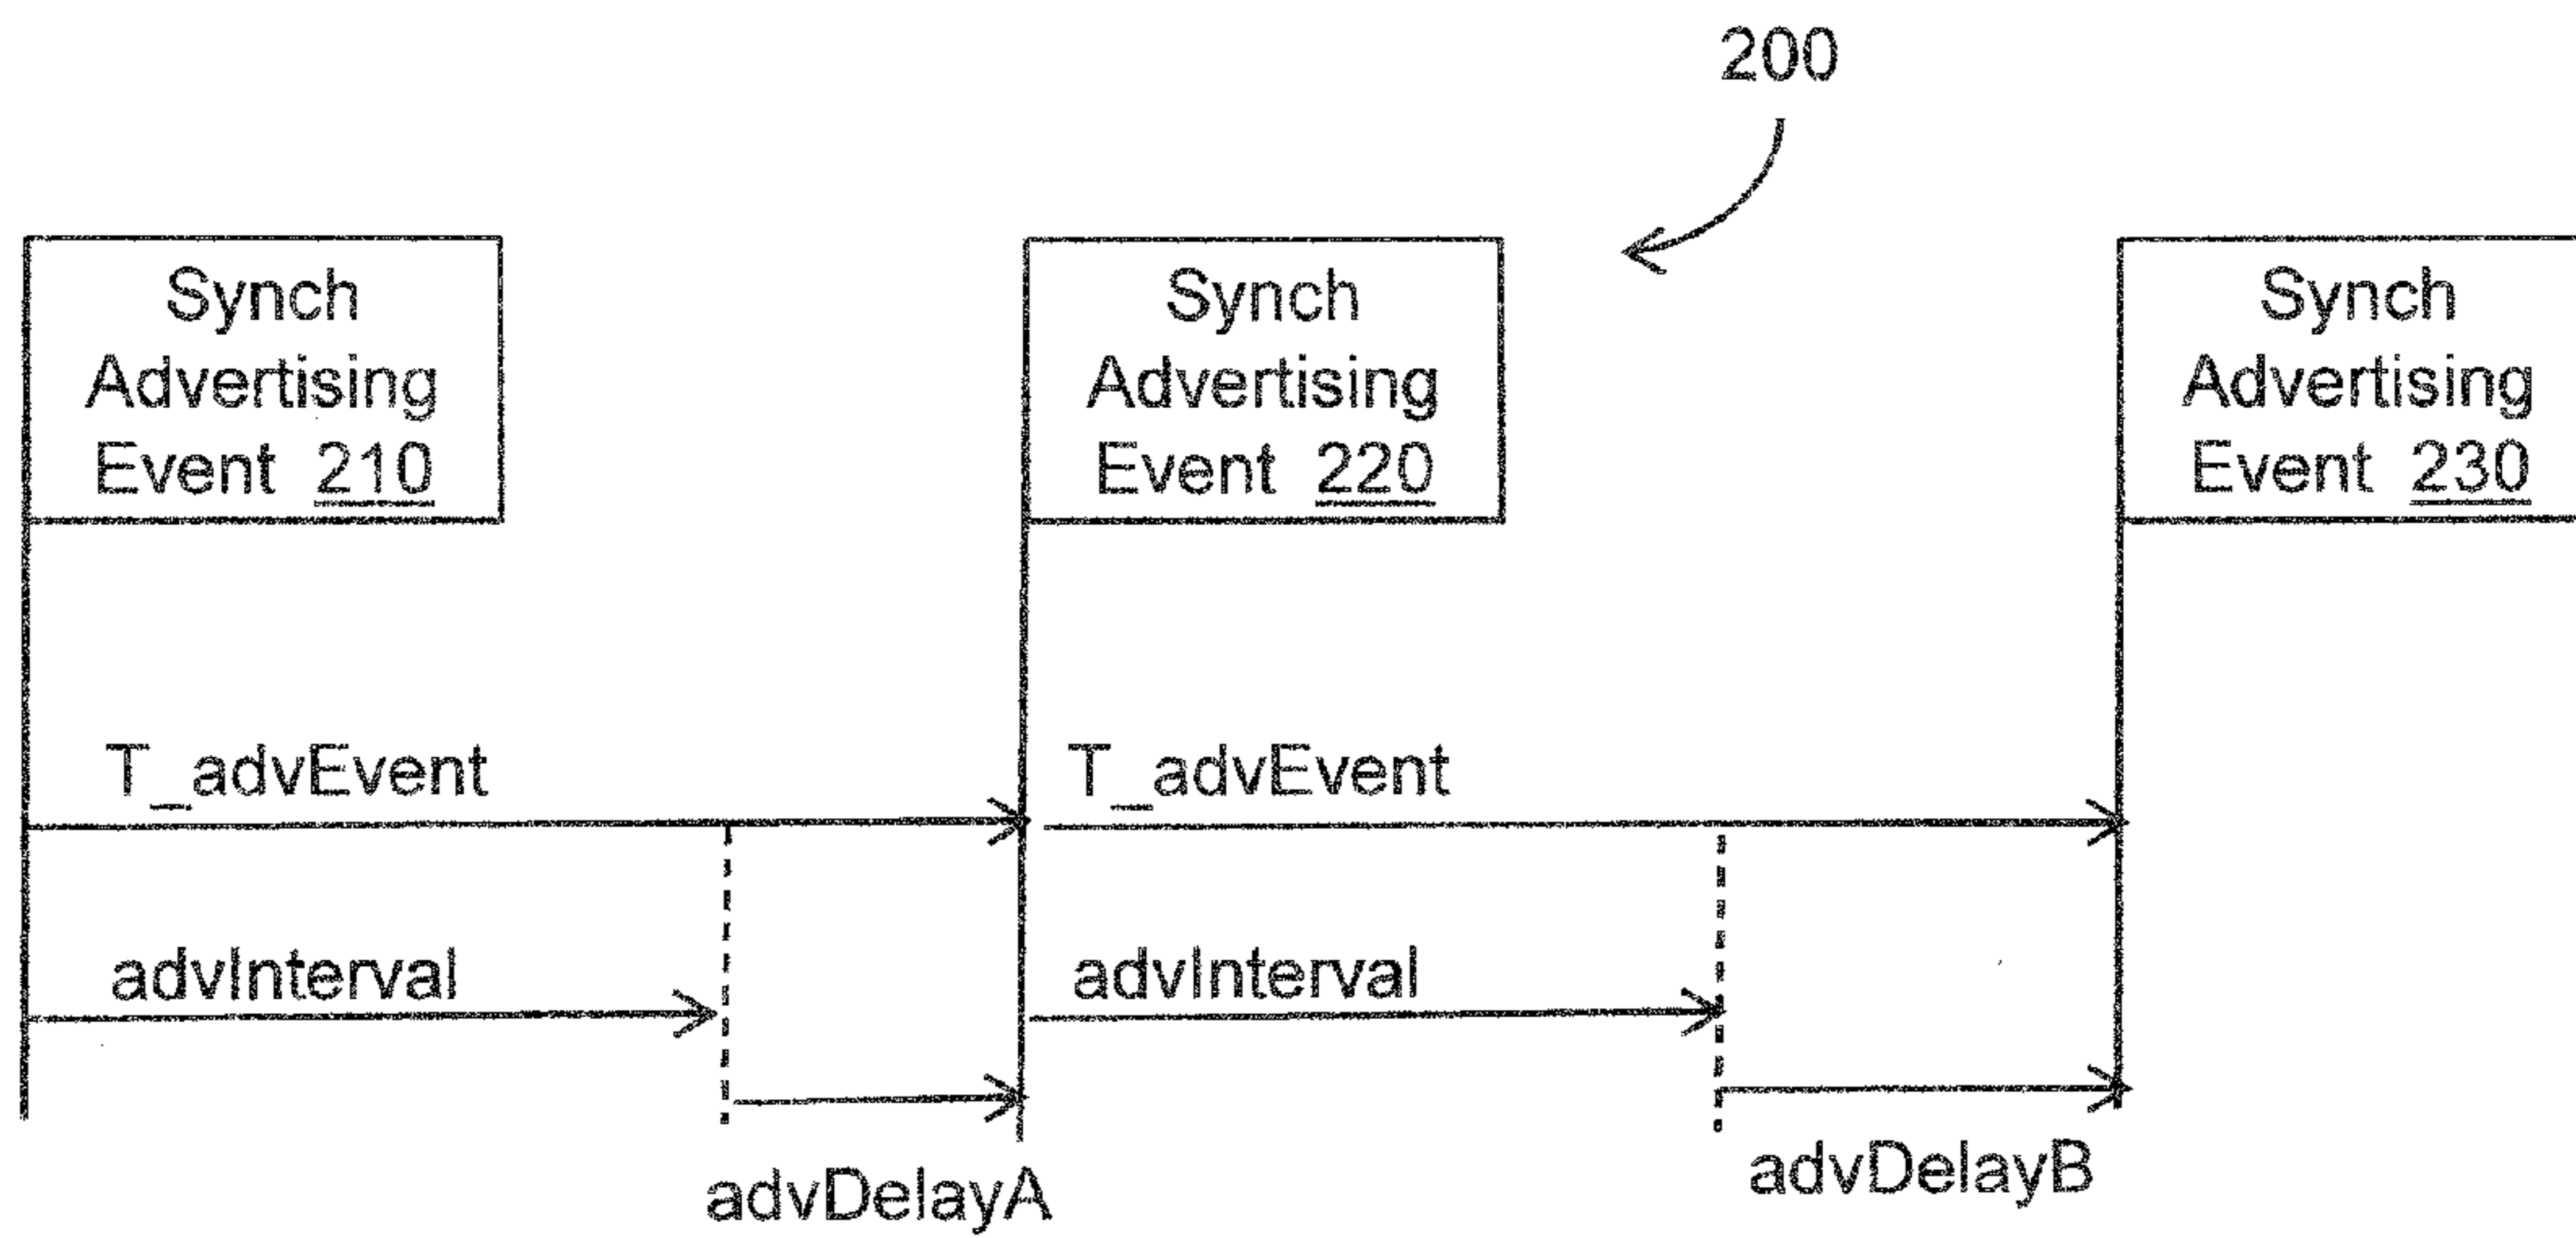 200
Synch
Advertising
Event 210
Synch
Advertising
Event 220
Synch
Advertising
Event 230
T_advEvent
T_advEvent
advInterval
advInterval
advDelayA
advDelayB